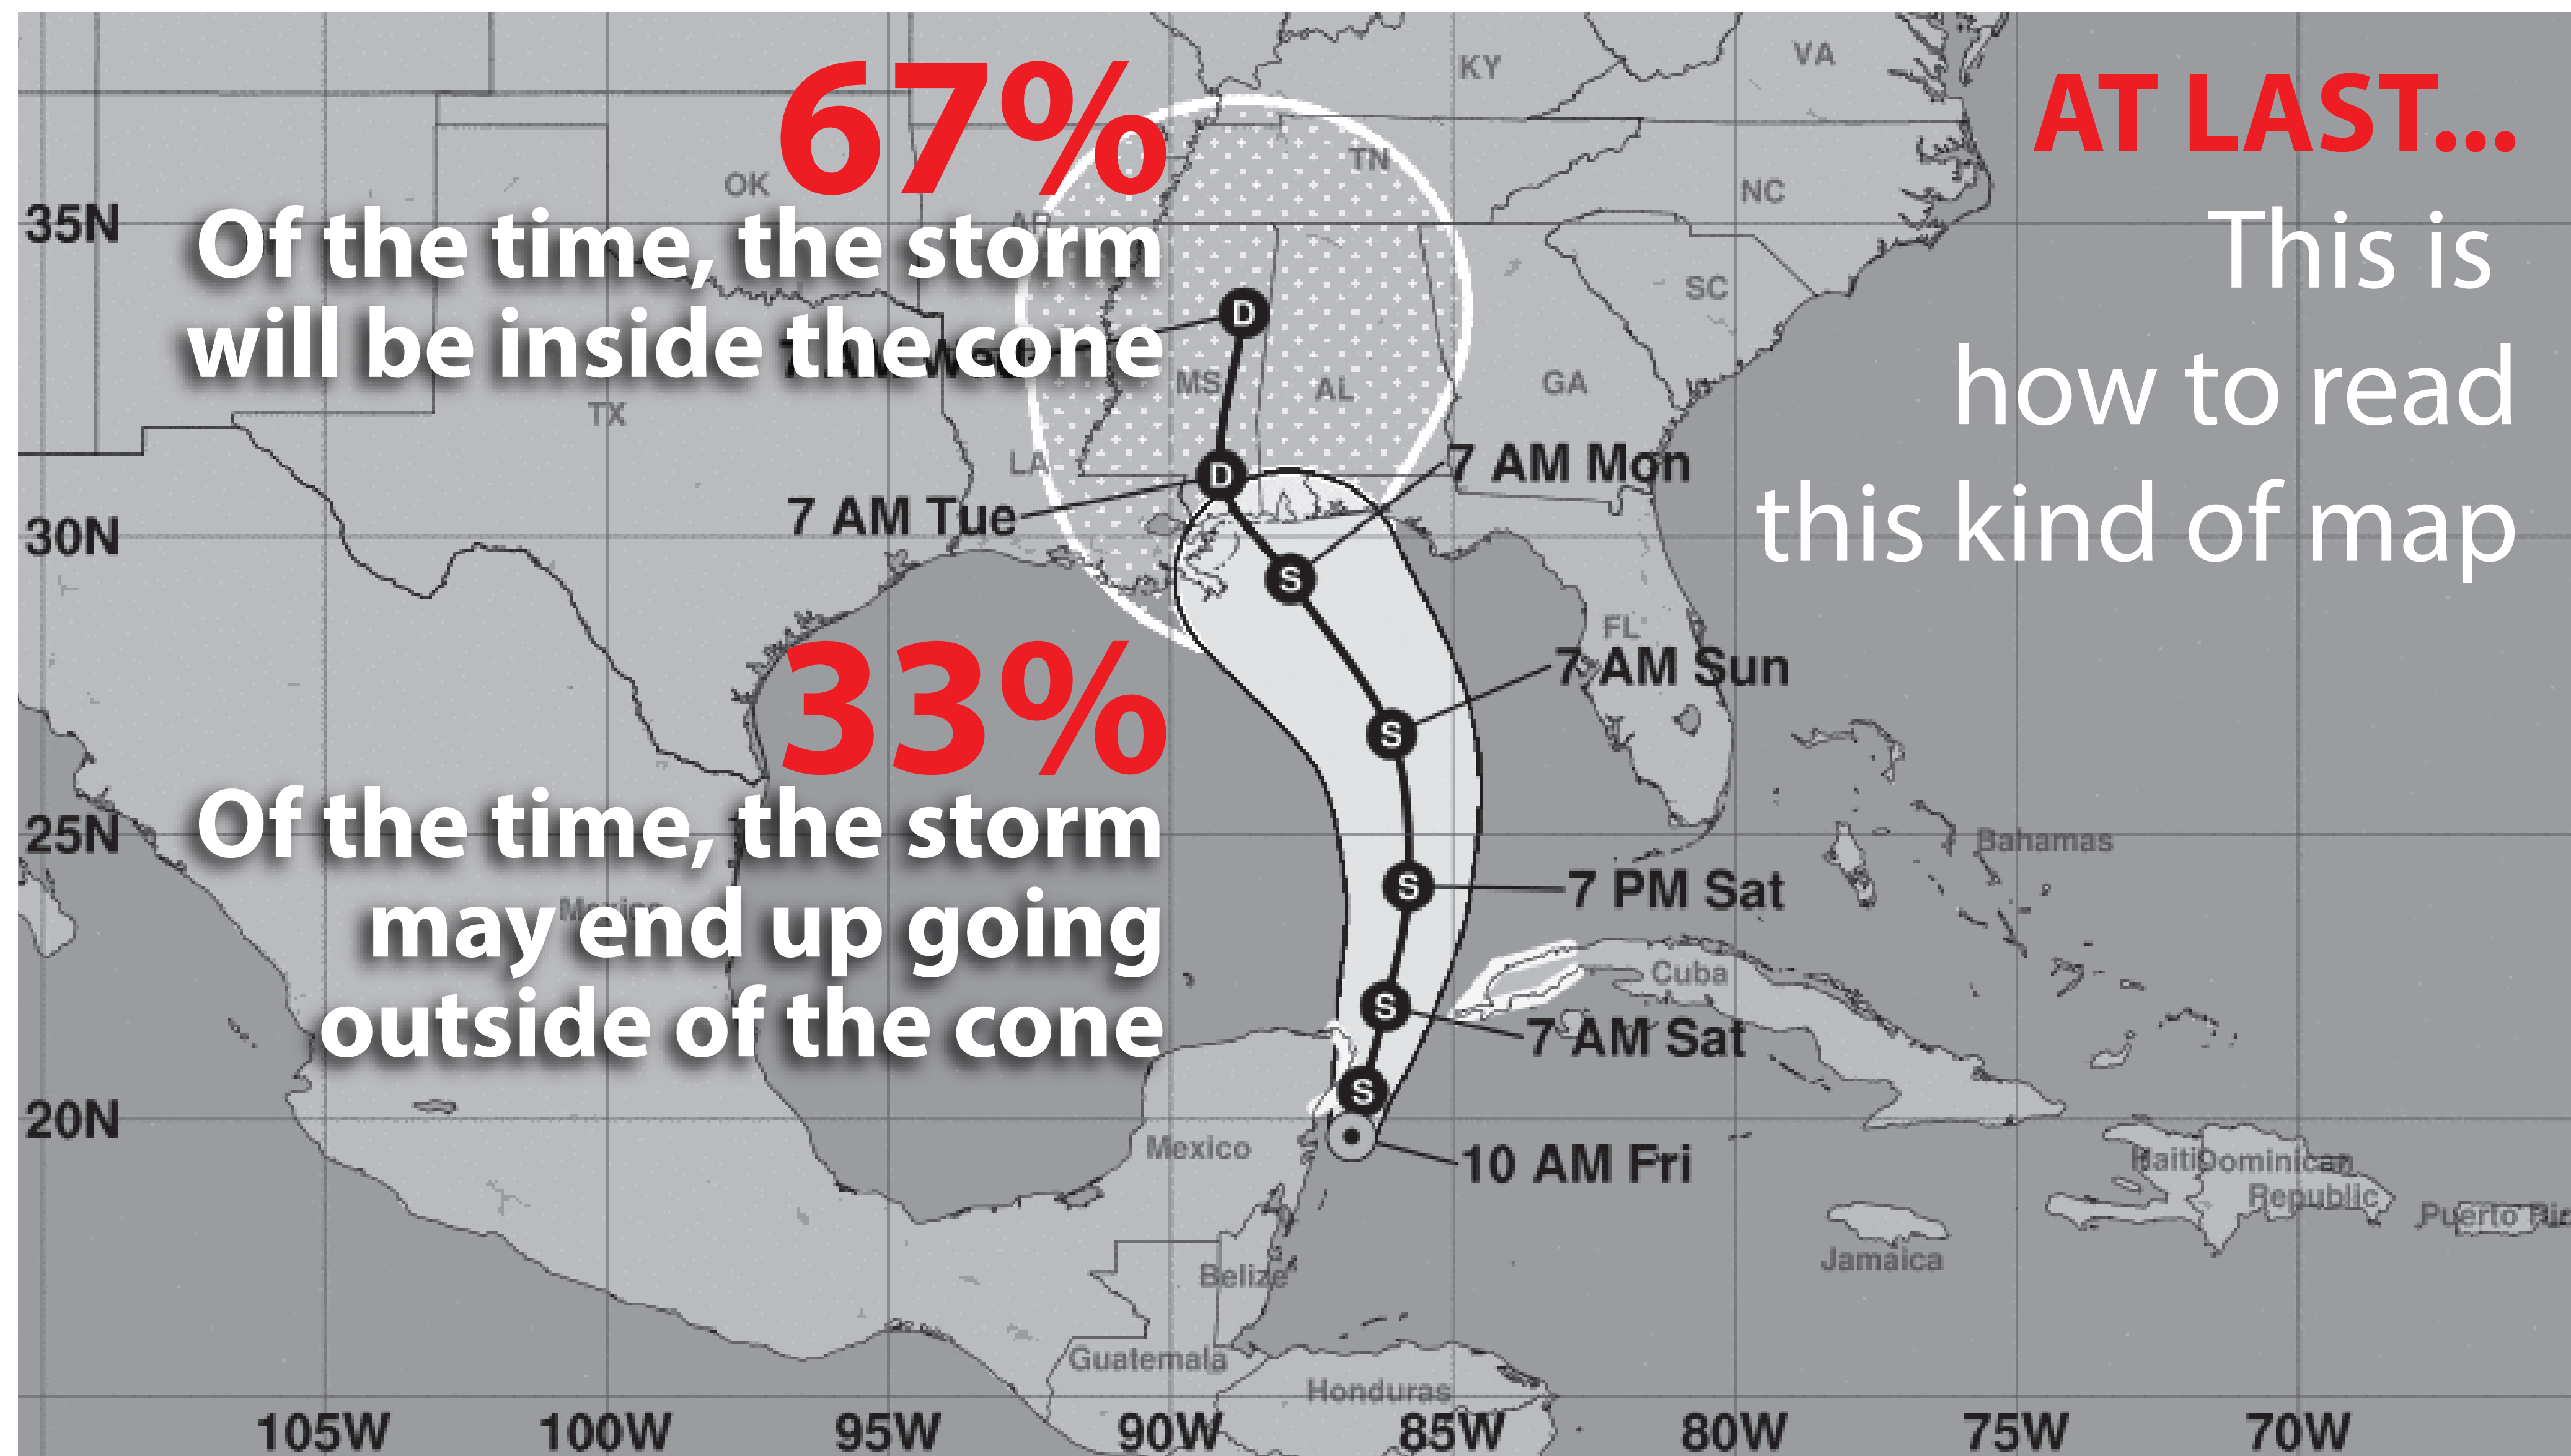 67%
Of the time, the storm
will be inside the cone
33%
Of the time, the storm
may end up going
outside of the cone
AT LAST...
This is
how to read
this kind of map
KY
VA
TN
OK
NC
35N
SC
D
MS
AL
GA
TX
LA
D
7 AM Mon
7 AM Tue
30N
S
FL
7 AM Sun
S
25N
Bahamas
S
7 PM Sat
Mexico
Cuba
S
7 AM Sat
S
20N
Mexico
10 AM Fri
Haiti
Dominican
Republic
Jamaica
Belize
Guatemala
Honduras
105W
100W
95W
90W
85W
80W
75W
70W